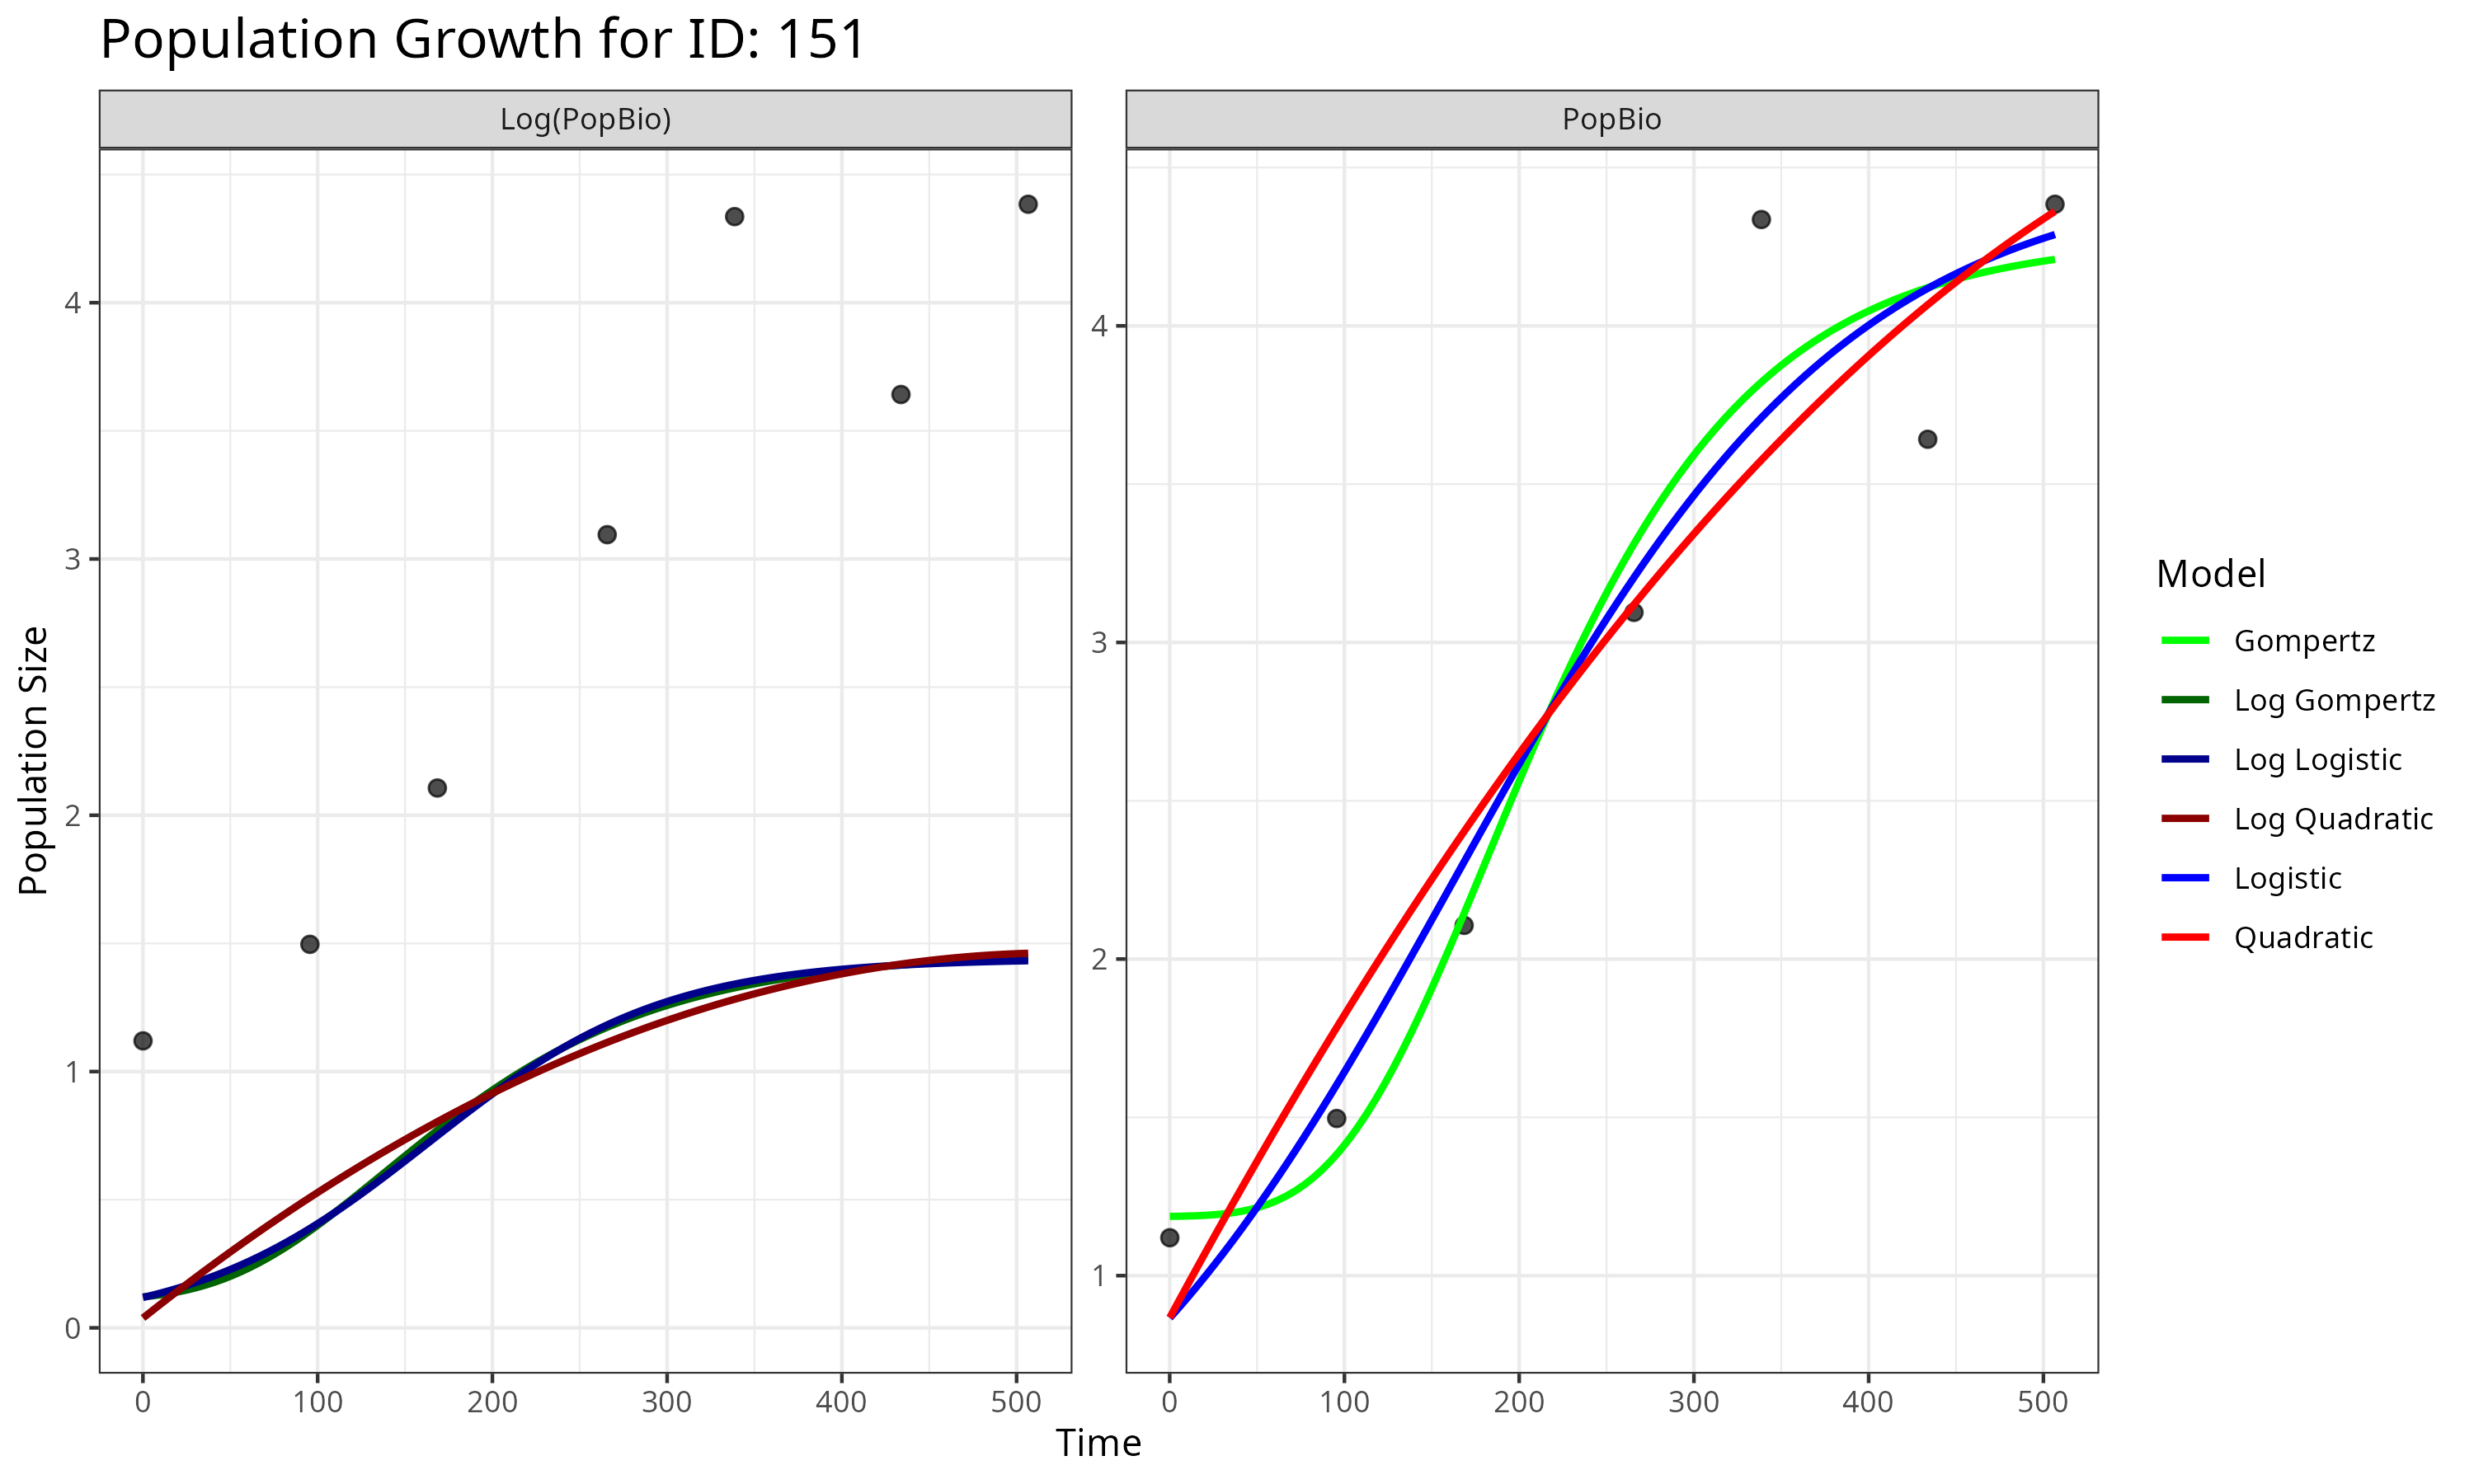 Population Growth for ID: 151
Log(PopBio)
PopBio
Population Size
4
3
2
1
0
4
3
2
1
0 100 200 300 400 500
0 100 200 300 400 500
Time
Model
Gompertz
Log Gompertz
Log Logistic
Log Quadratic
Logistic
Quadratic